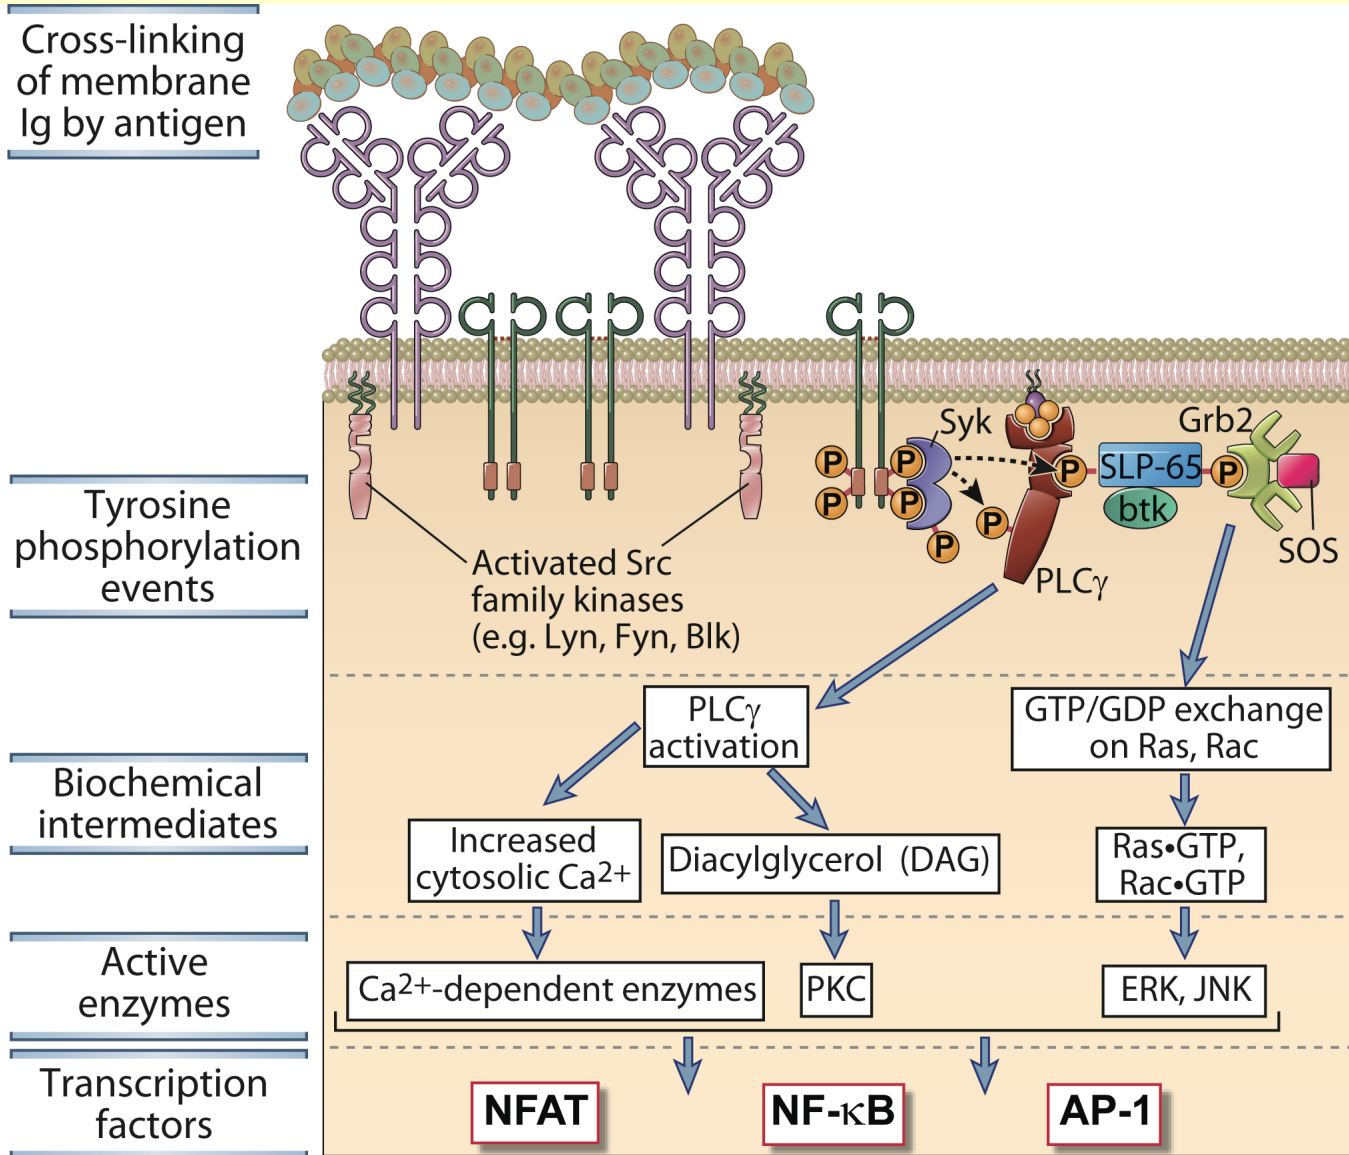 Cross-linking
of membrane
Ig by antigen
Syk
Grb2
P
P
P
P
P
P
P
P
SLP-65
btk
SOS
PLCγ
Tyrosine
phosphorylation
events
Activated Src
family kinases
(e.g. Lyn, Fyn, Blk)
Biochemical
intermediates
PLCγ
activation
GTP/GDP exchange
on Ras, Rac
Increased
cytosolic Ca2+
Diacylglycerol (DAG)
Ras•GTP,
Rac•GTP
Active
enzymes
Ca2+-dependent enzymes
PKC
ERK, JNK
Transcription
factors
NFAT
NF-κB
AP-1